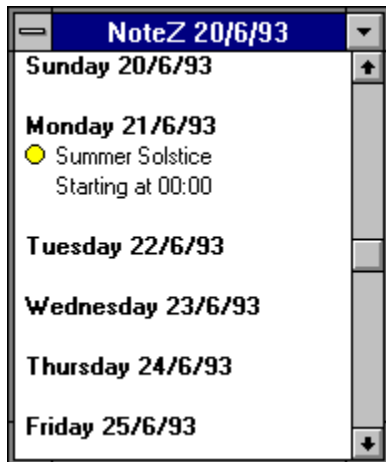 NoteZ 20/6/93
Sunday 20/6/93
Monday 21/6/93
Summer Solstice
Starting at 00:00
Tuesday 22/6/93
Wednesday 23/6/93
Thursday 24/6/93
Friday 25/6/93